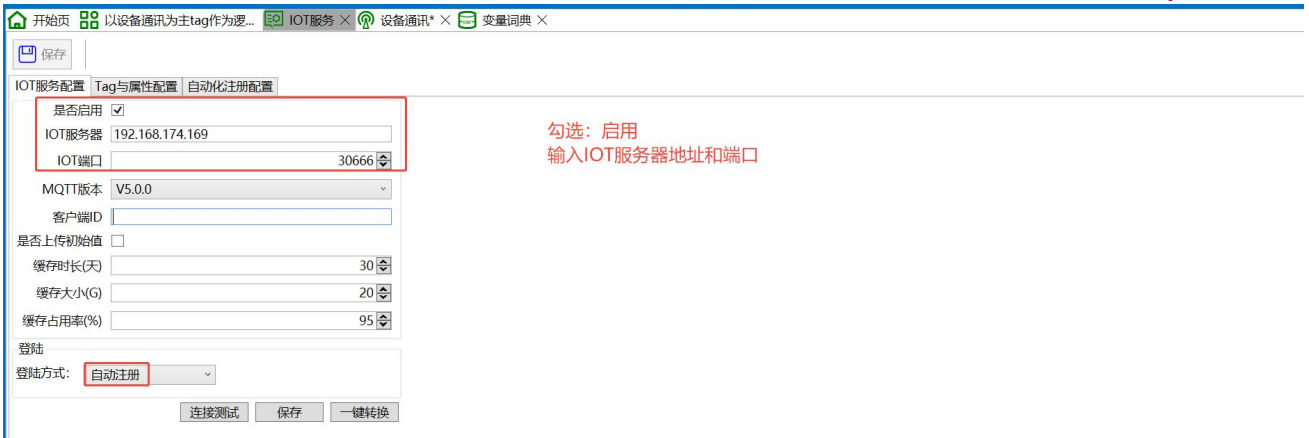 开始页 以设备通讯为主tag作为逻... IOT服务 设备通讯* 变量词典
保存
IOT服务配置 Tag与属性配置 自动化注册配置
是否启用
IOT服务器 192.168.174.169
IOT端口 30666
勾选：启用
输入IOT服务器地址和端口
MQTT版本 V5.0.0
客户端ID
是否上传初始值
缓存时长(天) 30
缓存大小(G) 20
缓存占用率(%) 95
登陆
登陆方式： 自动注册
连接测试 保存 一键转换